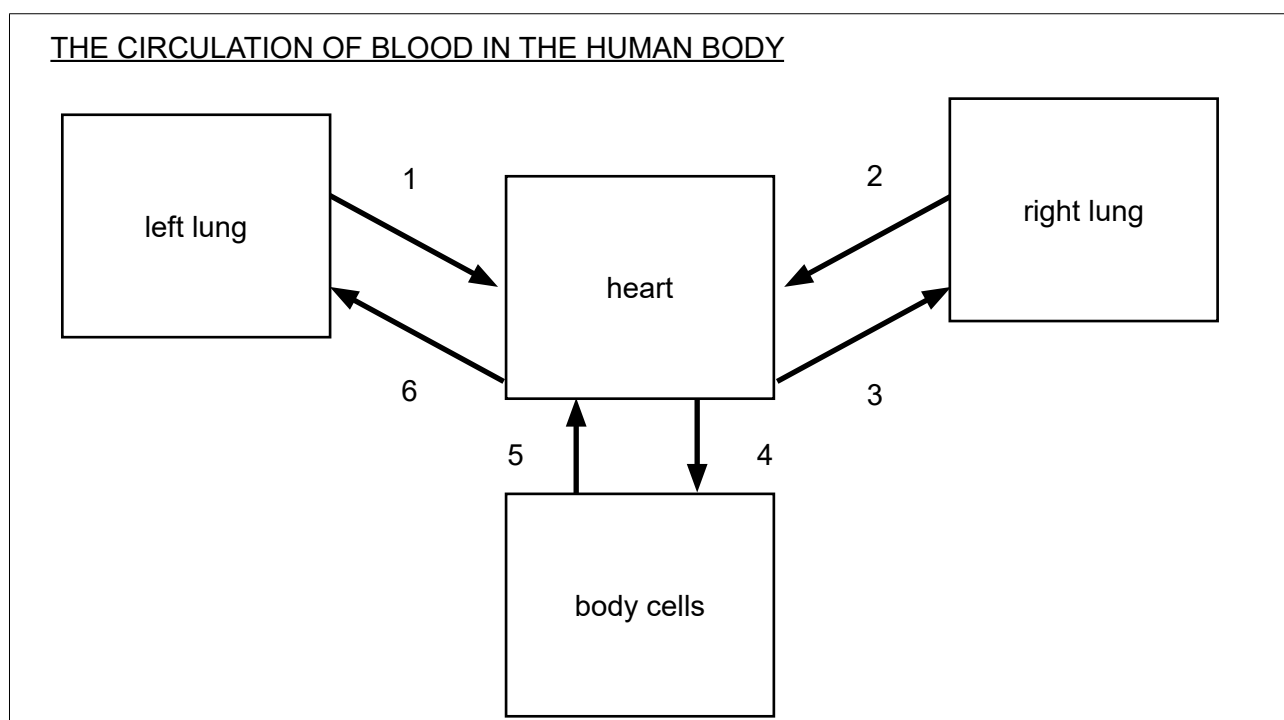 THE CIRCULATION OF BLOOD IN THE HUMAN BODY
1
2
left lung
right lung
heart
6
3
5
4
body cells